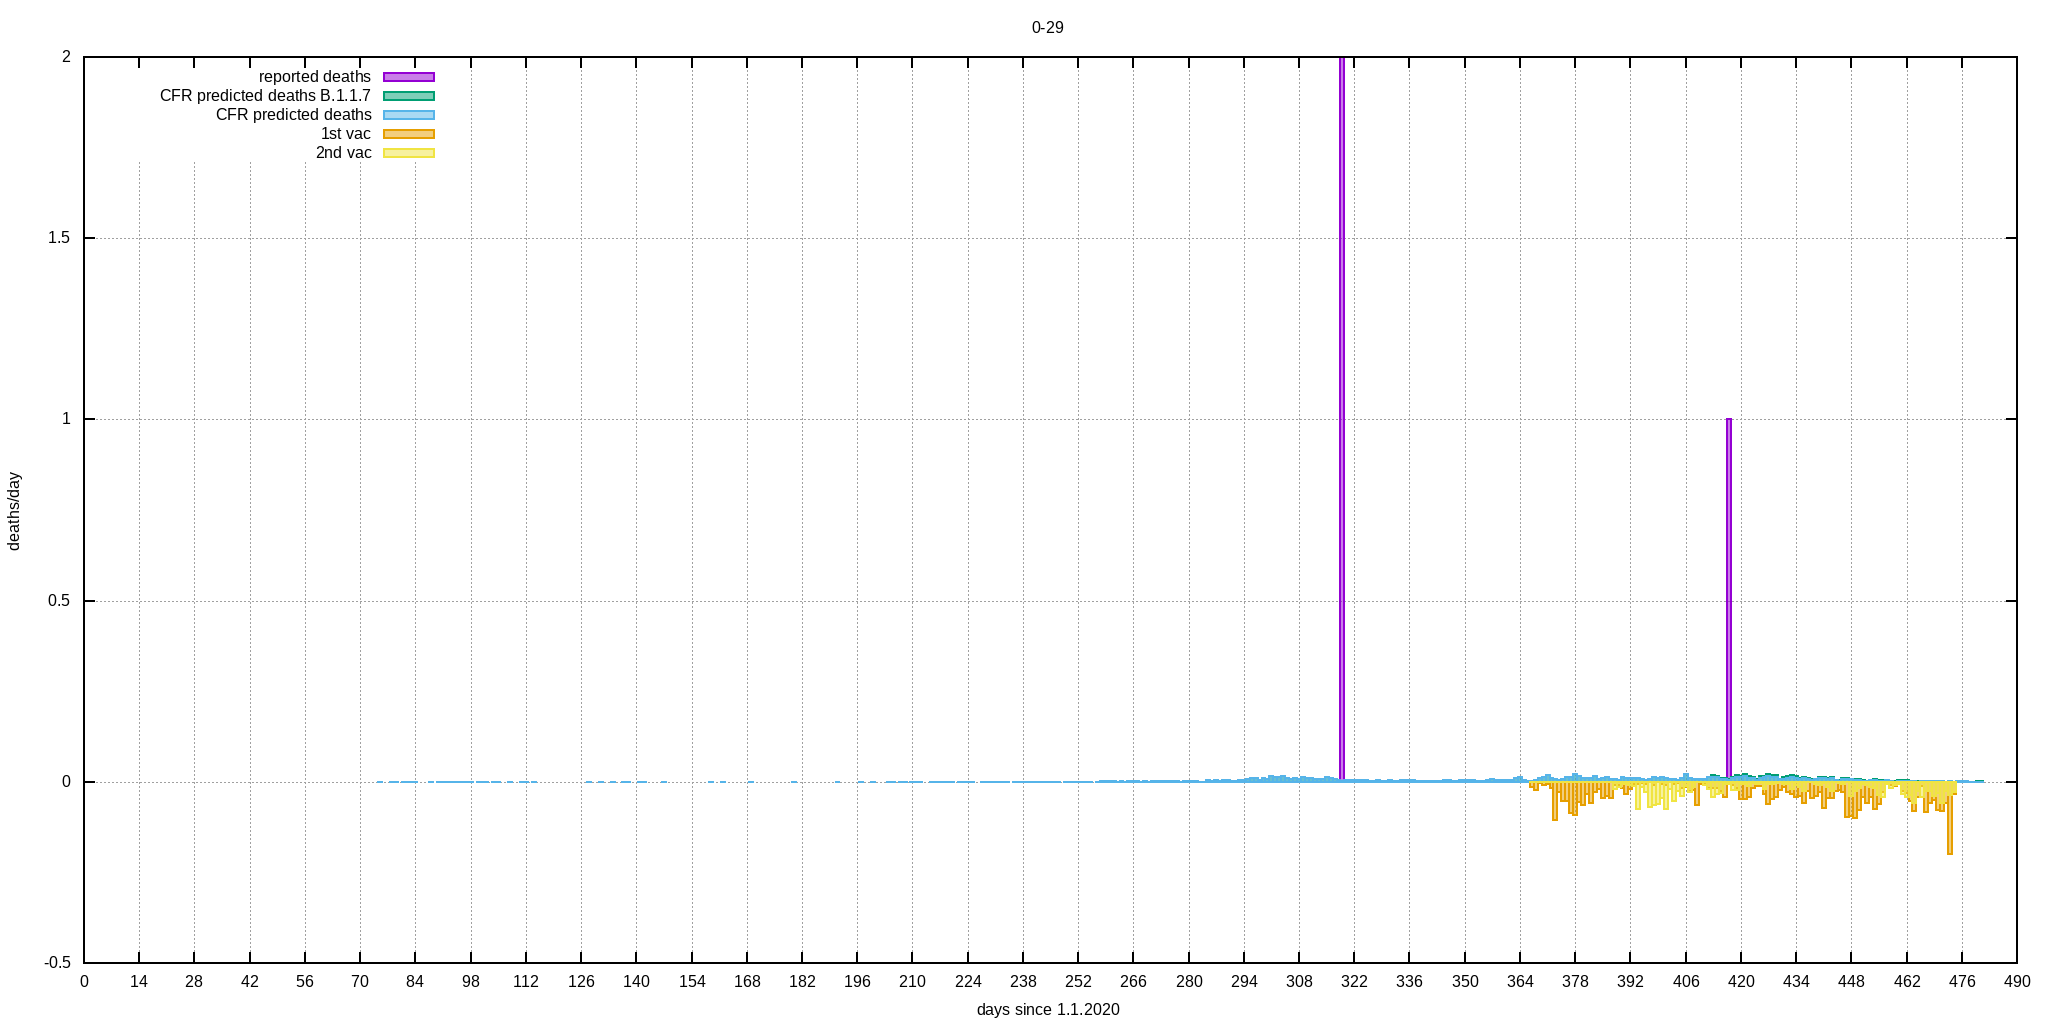 0-29
reported deaths
CFR predicted deaths B.1.1.7
CFR predicted deaths
1st vac
2nd vac
2
1.5
1
0.5
0
-0.5
deaths/day
0 14 28 42 56 70 84 98 112 126 140 154 168 182 196 210 224 238 252 266 280 294 308 322 336 350 364 378 392 406 420 434 448 462 476 490
days since 1.1.2020